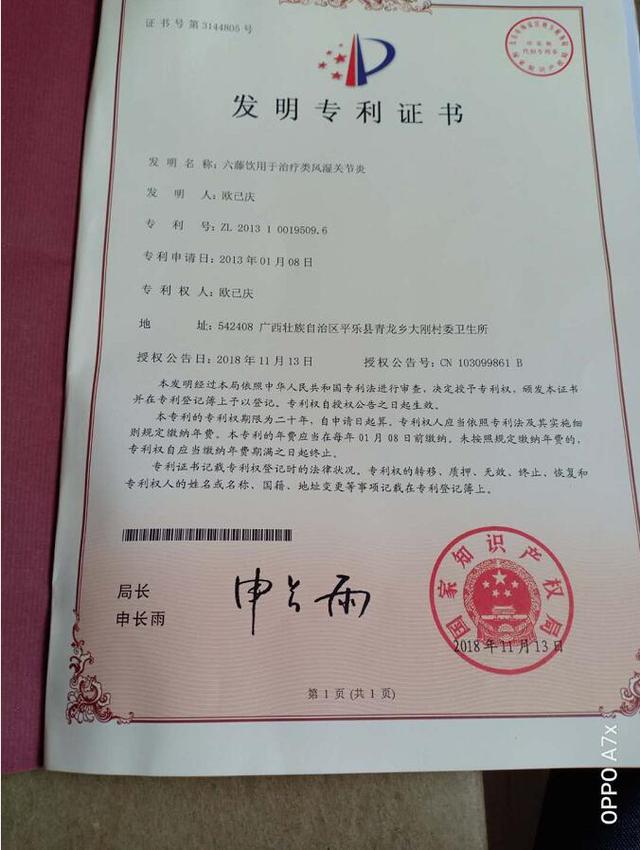 证书号第3144805号
发明专利证书
发明名称：六藤饮用于治疗类风湿关节炎
发明人：欧已庆
专利号：ZL 2013 1 0019509.6
专利申请日：2013年01月08日
专利权人：欧已庆
地址：542408 广西壮族自治区平乐县青龙乡大刚村委卫生所
授权公告日：2018年11月13日 授权公告号：CN 103099861 B
本发明经过本局依照中华人民共和国专利法进行审查，决定授予专利权，颁发本证书
并在专利登记簿上予以登记。专利权自授权公告之日起生效。
本专利的专利权期限为二十年，自申请日起算。专利权人应当依照专利法及其实施细
则规定缴纳年费。本专利的年费应当在每年01月08日前缴纳。未按照规定缴纳年费的，
专利权自应当缴纳年费期满之日起终止。
专利证书记载专利权登记时的法律状况。专利权的转移、质押、无效、终止、恢复和
专利权人的姓名或名称、国籍、地址变更等事项记载在专利登记簿上。
局长
申长雨
申长雨
国家知识产权局
2018年11月13日
第1页（共1页）
OPPO A7x